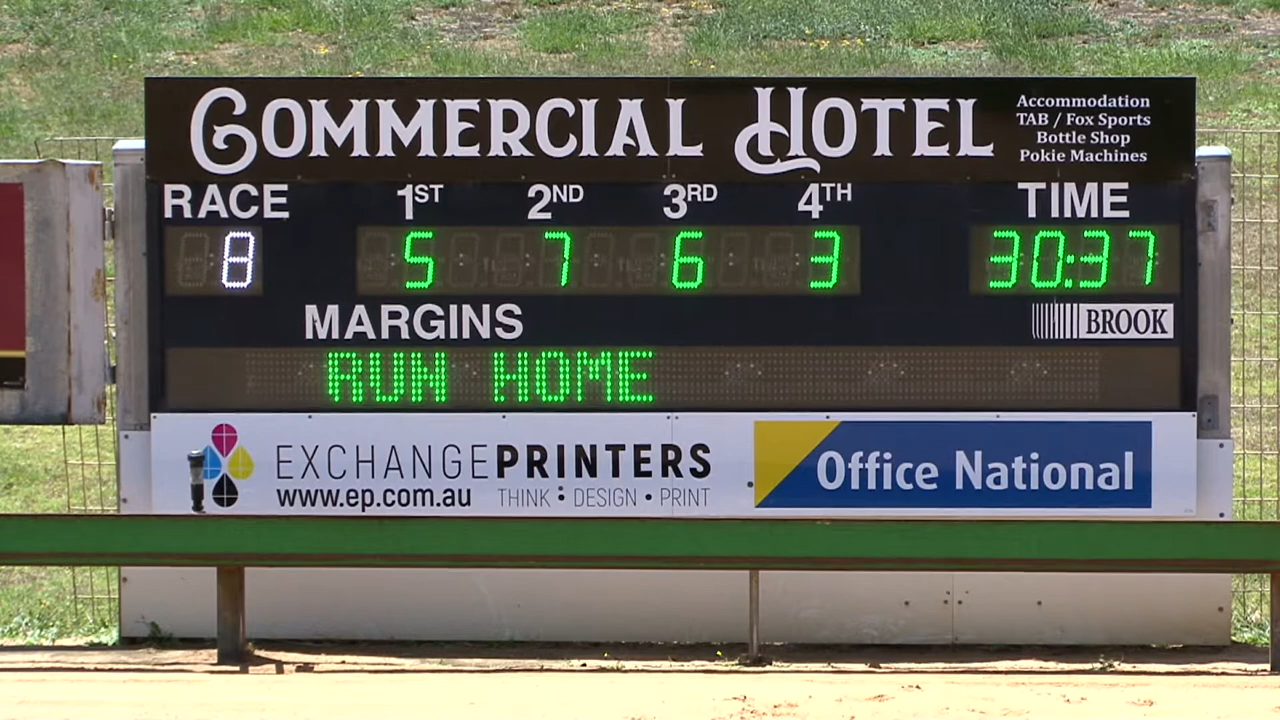 COMMERCIAL HOTEL
Accommodation
TAB / Fox Sports
Bottle Shop
Pokie Machines
RACE 1ST 2ND 3RD 4TH TIME
8 5 7 6 3 30:37
MARGINS
BROOK
RUN HOME
EXCHANGEPRINTERS
www.ep.com.au THINK : DESIGN • PRINT
Office National